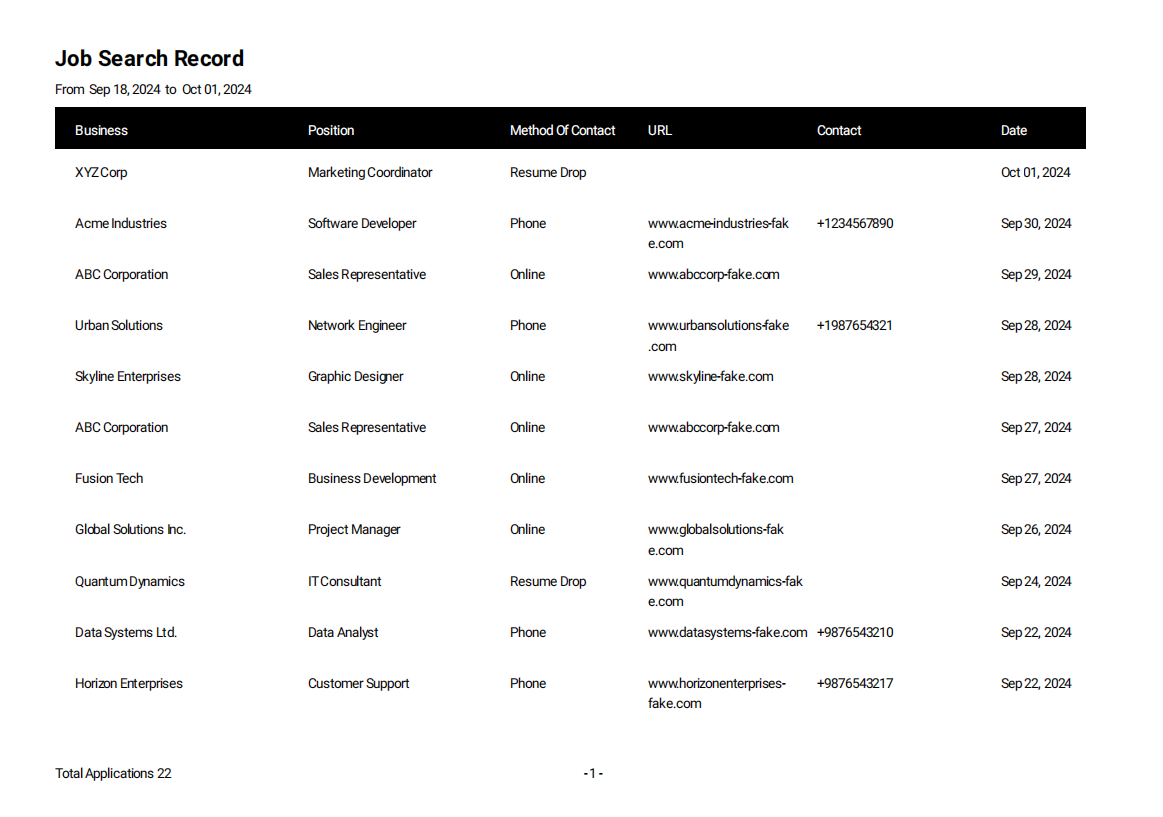 Job Search Record
From Sep 18, 2024 to Oct 01, 2024
Business Position Method Of Contact URL Contact Date
XYZ Corp Marketing Coordinator Resume Drop Oct 01, 2024
Acme Industries Software Developer Phone www.acme-industries-fak +1234567890 Sep 30, 2024
e.com
ABC Corporation Sales Representative Online www.abccorp-fake.com Sep 29, 2024
Urban Solutions Network Engineer Phone www.urbansolutions-fake +1987654321 Sep 28, 2024
.com
Skyline Enterprises Graphic Designer Online www.skyline-fake.com Sep 28, 2024
ABC Corporation Sales Representative Online www.abccorp-fake.com Sep 27, 2024
Fusion Tech Business Development Online www.fusiontech-fake.com Sep 27, 2024
Global Solutions Inc. Project Manager Online www.globalsolutions-fak Sep 26, 2024
e.com
Quantum Dynamics IT Consultant Resume Drop www.quantumdynamics-fak Sep 24, 2024
e.com
Data Systems Ltd. Data Analyst Phone www.datasystems-fake.com +9876543210 Sep 22, 2024
Horizon Enterprises Customer Support Phone www.horizonenterprises- +9876543217 Sep 22, 2024
fake.com
Total Applications 22 - 1 -